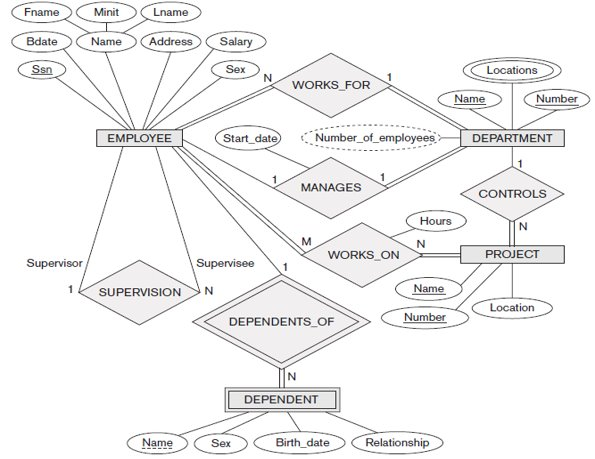 Fname
Minit
Lname
Bdate
Name
Address
Salary
Ssn
Sex
N
WORKS_FOR
1
Locations
Name
Number
EMPLOYEE
Start_date
Number_of_employees
DEPARTMENT
1
MANAGES
1
1
CONTROLS
N
M
Hours
WORKS_ON
N
PROJECT
Supervisor
Supervisee
1
SUPERVISION
N
1
Name
Number
Location
DEPENDENTS_OF
N
DEPENDENT
Name
Sex
Birth_date
Relationship